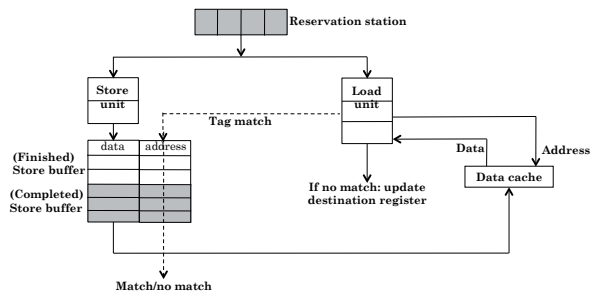 Reservation station
Store
unit
Load
unit
Tag match
data
address
(Finished)
Store buffer
(Completed)
Store buffer
Data
Address
Data cache
If no match: update
destination register
Match/no match